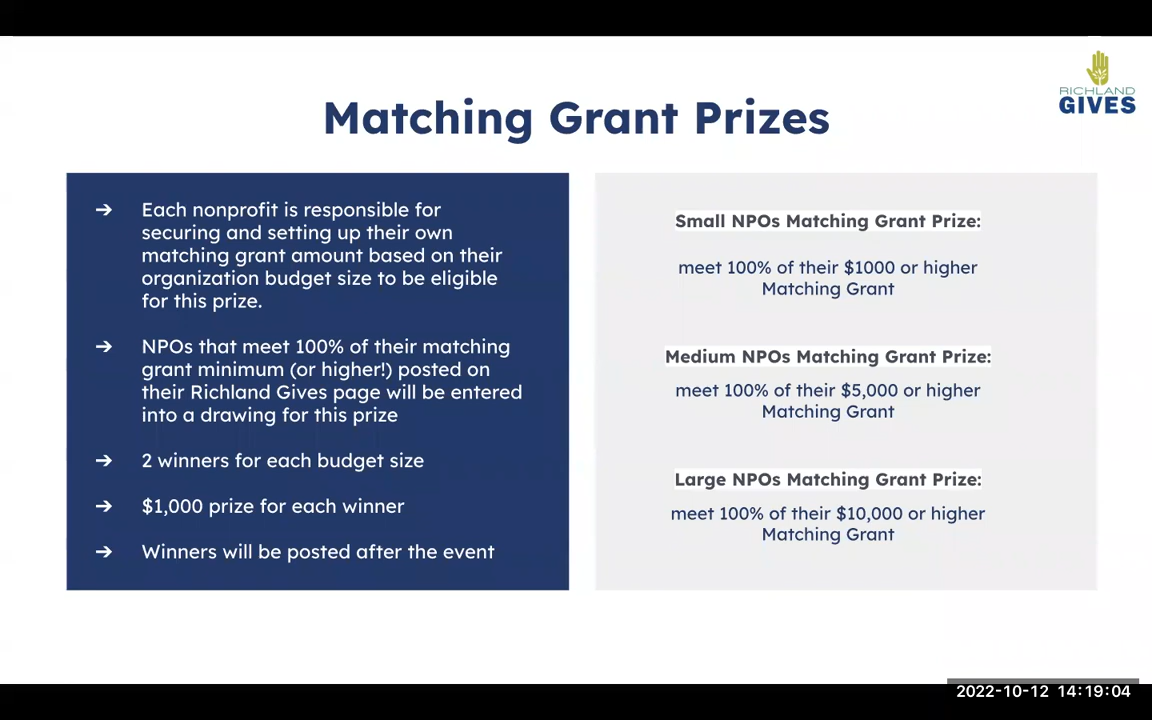 RICHLAND
GIVES
Matching Grant Prizes
➔ Each nonprofit is responsible for
securing and setting up their own
matching grant amount based on their
organization budget size to be eligible
for this prize.
➔ NPOs that meet 100% of their matching
grant minimum (or higher!) posted on
their Richland Gives page will be entered
into a drawing for this prize
➔ 2 winners for each budget size
➔ $1,000 prize for each winner
➔ Winners will be posted after the event
Small NPOs Matching Grant Prize:
meet 100% of their $1000 or higher
Matching Grant
Medium NPOs Matching Grant Prize:
meet 100% of their $5,000 or higher
Matching Grant
Large NPOs Matching Grant Prize:
meet 100% of their $10,000 or higher
Matching Grant
2022-10-12 14:19:04